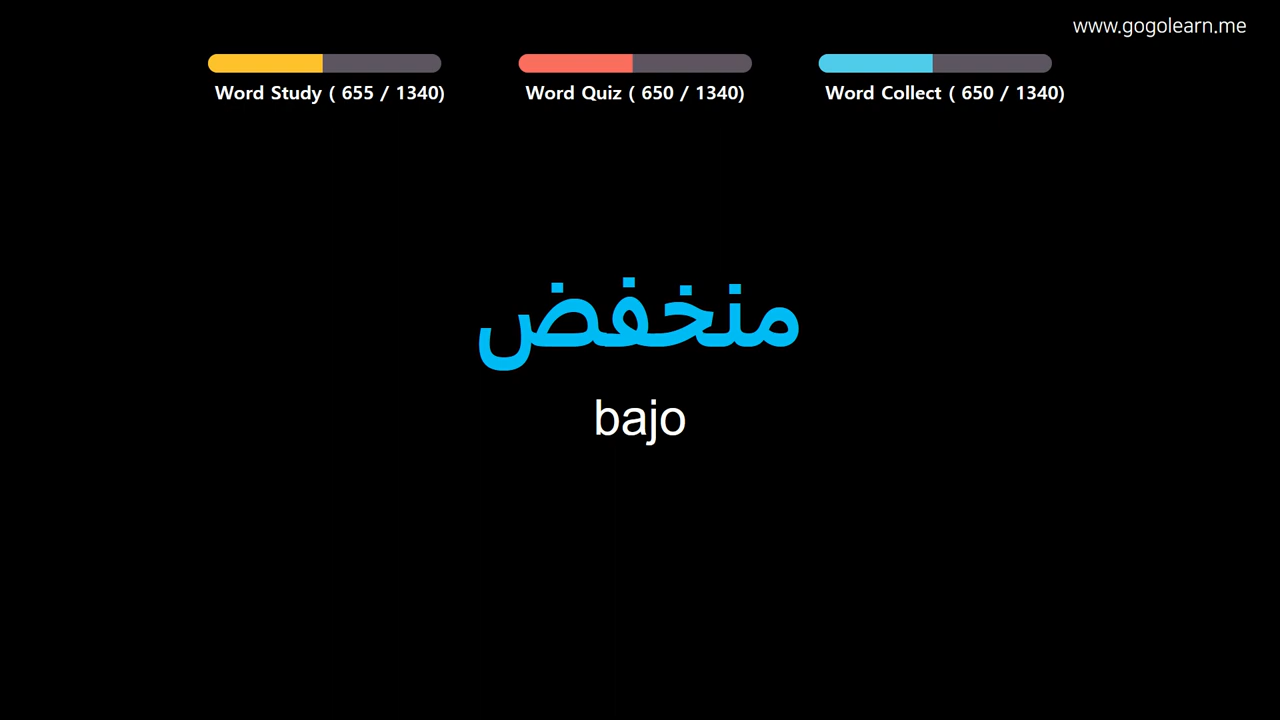 www.gogolearn.me
Word Study ( 655 / 1340)
Word Quiz ( 650 / 1340)
Word Collect ( 650 / 1340)
منخفض
bajo